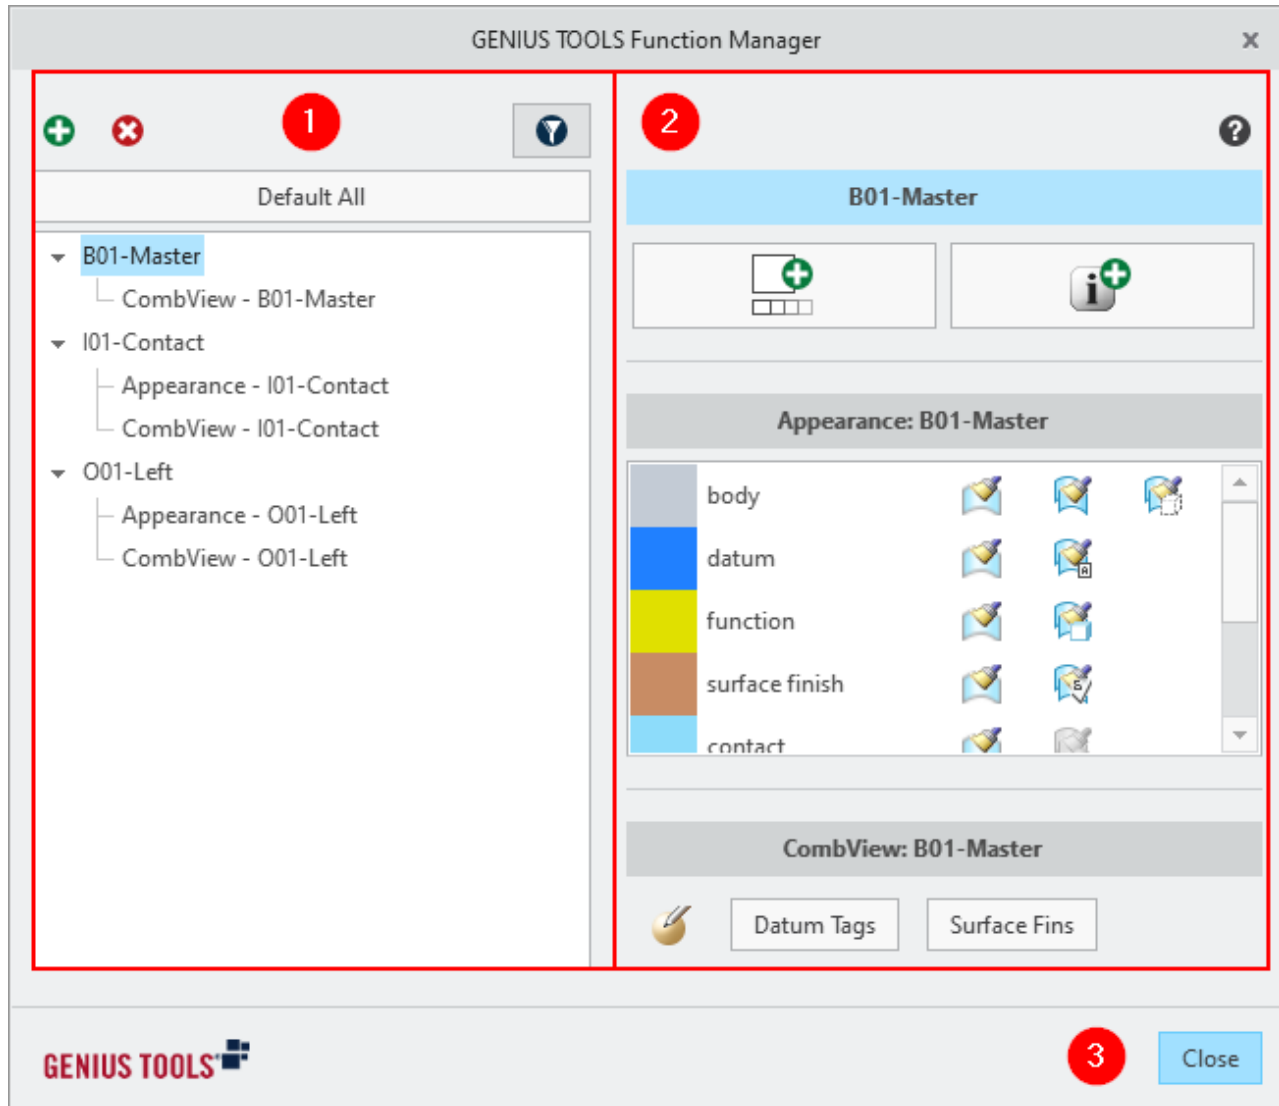 GENIUS TOOLS Function Manager
1
Default All
B01-Master
CombView - B01-Master
I01-Contact
Appearance - I01-Contact
CombView - I01-Contact
O01-Left
Appearance - O01-Left
CombView - O01-Left
2
?
B01-Master
i
Appearance: B01-Master
body
datum
A
function
surface finish
contact
CombView: B01-Master
Datum Tags
Surface Fins
GENIUS TOOLS
3
Close